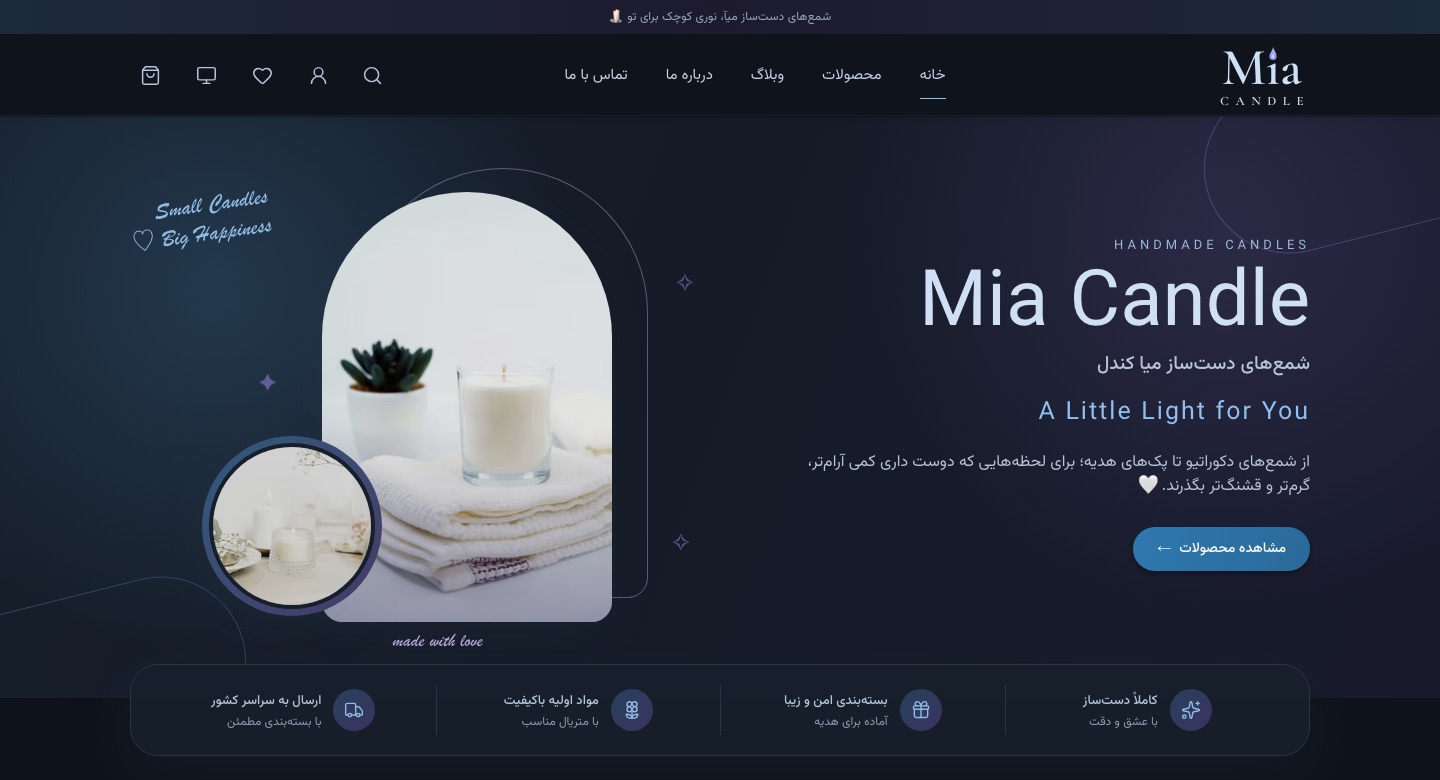 شمع‌های دست‌ساز میآ، نوری کوچک برای تو 🕯️
Mia
CANDLE
خانه
محصولات
وبلاگ
درباره ما
تماس با ما
HANDMADE CANDLES
Mia Candle
شمع‌های دست‌ساز میا کندل
A Little Light for You
از شمع‌های دکوراتیو تا پک‌های هدیه؛ برای لحظه‌هایی که دوست داری کمی آرام‌تر،
گرم‌تر و قشنگ‌تر بگذرند. 🤍
مشاهده محصولات ←
Small Candles
Big Happiness ♡
made with love
کاملاً دست‌ساز
با عشق و دقت
بسته‌بندی امن و زیبا
آماده برای هدیه
مواد اولیه باکیفیت
با متریال مناسب
ارسال به سراسر کشور
با بسته‌بندی مطمئن